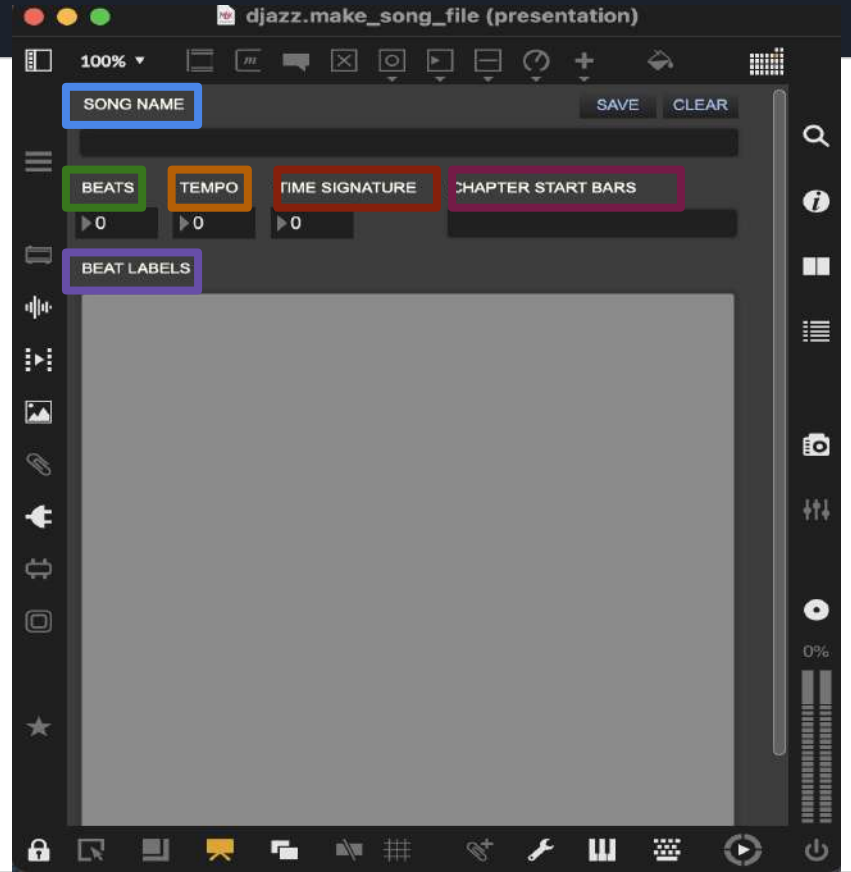 djazz.make_song_file (presentation)
100%
SONG NAME SAVE CLEAR
BEATS TEMPO TIME SIGNATURE CHAPTER START BARS
0 0 0
BEAT LABELS
0%